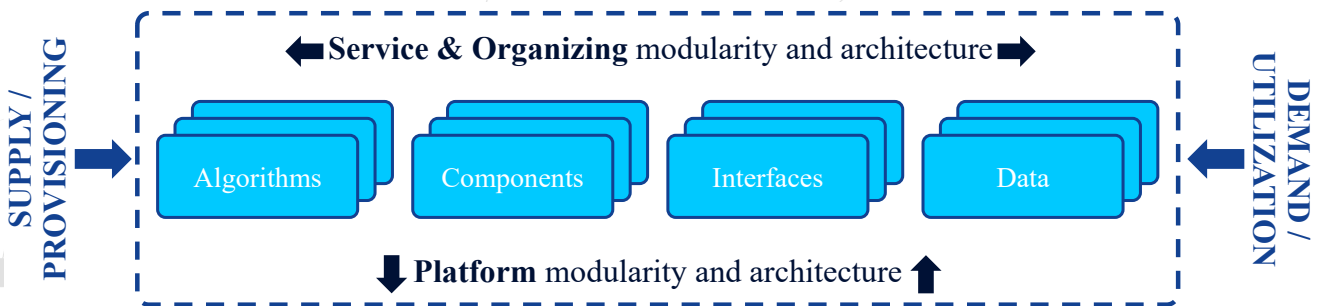 SUPPLY /
PROVISIONING
Service & Organizing modularity and architecture
Algorithms
Components
Interfaces
Data
Platform modularity and architecture
DEMAND /
UTILIZATION